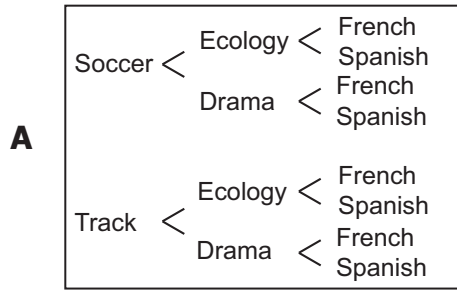 A
Soccer
Ecology
French
Spanish
Drama
French
Spanish
Track
Ecology
French
Spanish
Drama
French
Spanish